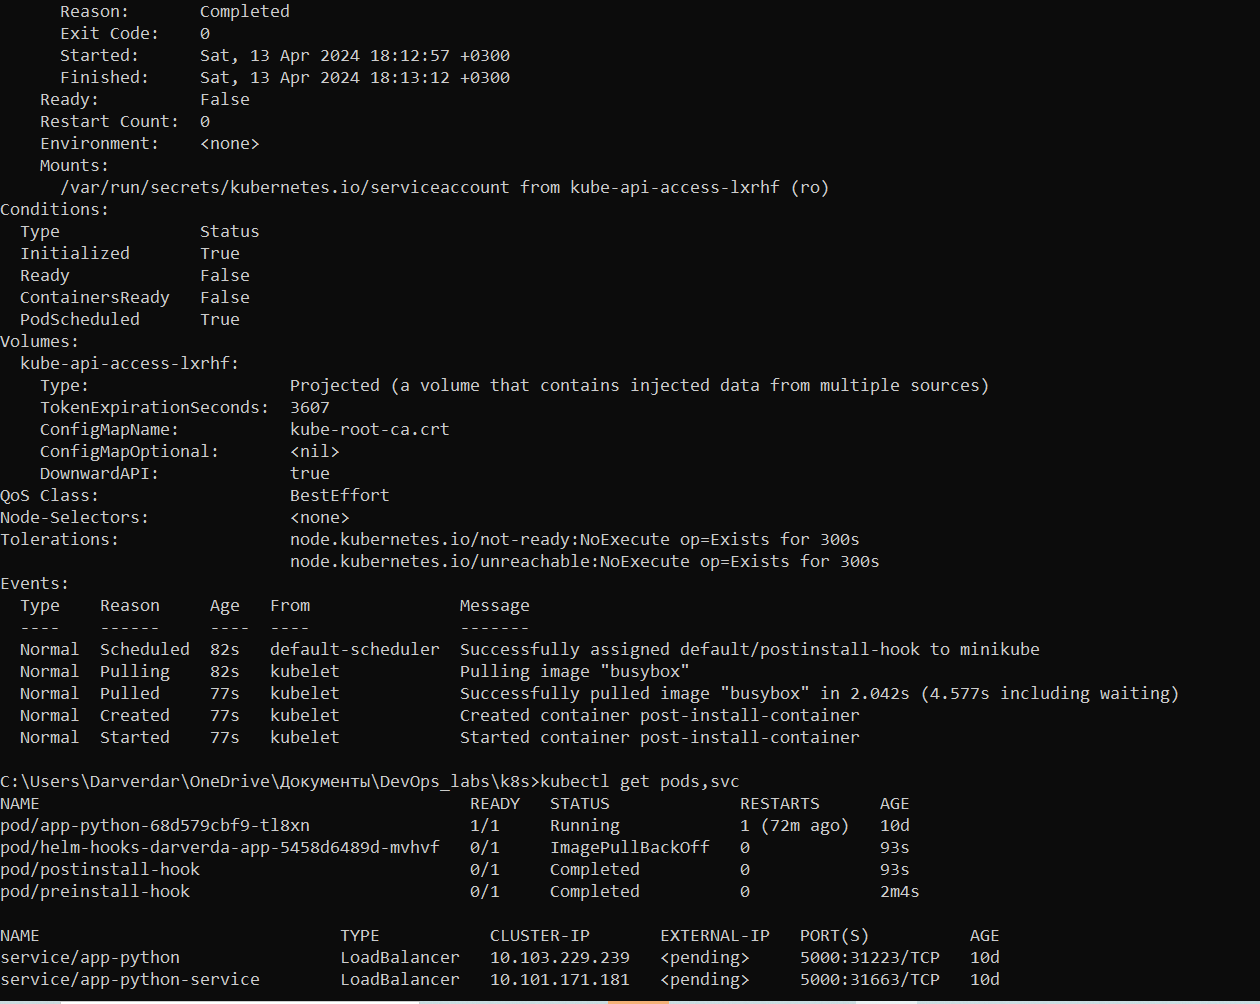 Reason:       Completed
Exit Code:    0
Started:      Sat, 13 Apr 2024 18:12:57 +0300
Finished:     Sat, 13 Apr 2024 18:13:12 +0300
Ready:          False
Restart Count:  0
Environment:    <none>
Mounts:
/var/run/secrets/kubernetes.io/serviceaccount from kube-api-access-lxrhf (ro)
Conditions:
Type              Status
Initialized       True
Ready             False
ContainersReady   False
PodScheduled      True
Volumes:
kube-api-access-lxrhf:
Type:                    Projected (a volume that contains injected data from multiple sources)
TokenExpirationSeconds:  3607
ConfigMapName:           kube-root-ca.crt
ConfigMapOptional:       <nil>
DownwardAPI:             true
QoS Class:                   BestEffort
Node-Selectors:              <none>
Tolerations:                 node.kubernetes.io/not-ready:NoExecute op=Exists for 300s
node.kubernetes.io/unreachable:NoExecute op=Exists for 300s
Events:
Type    Reason     Age   From               Message
----    ------     ----  ----               -------
Normal  Scheduled  82s   default-scheduler  Successfully assigned default/postinstall-hook to minikube
Normal  Pulling    82s   kubelet            Pulling image "busybox"
Normal  Pulled     77s   kubelet            Successfully pulled image "busybox" in 2.042s (4.577s including waiting)
Normal  Created    77s   kubelet            Created container post-install-container
Normal  Started    77s   kubelet            Started container post-install-container
C:\Users\Darverdar\OneDrive\Документы\DevOps_labs\k8s>kubectl get pods,svc
NAME                                           READY   STATUS             RESTARTS      AGE
pod/app-python-68d579cbf9-tl8xn                1/1     Running            1 (72m ago)   10d
pod/helm-hooks-darverda-app-5458d6489d-mvhvf   0/1     ImagePullBackOff   0             93s
pod/postinstall-hook                           0/1     Completed          0             93s
pod/preinstall-hook                            0/1     Completed          0             2m4s
NAME                              TYPE           CLUSTER-IP       EXTERNAL-IP   PORT(S)          AGE
service/app-python                LoadBalancer   10.103.229.239   <pending>     5000:31223/TCP   10d
service/app-python-service        LoadBalancer   10.101.171.181   <pending>     5000:31663/TCP   10d